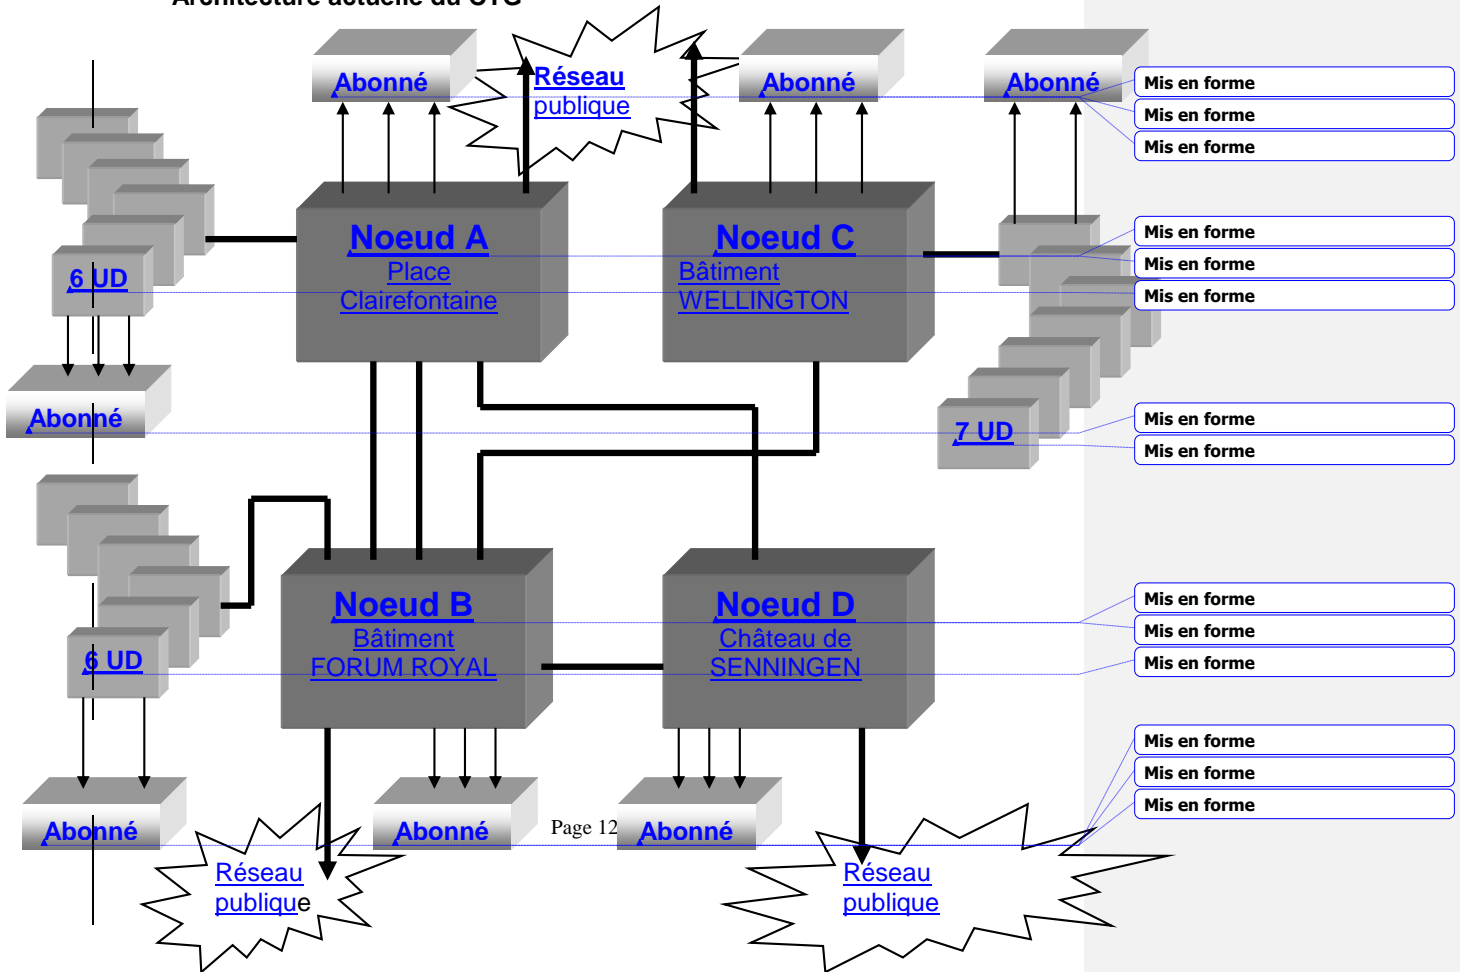 Architecture actuelle du CTG
Abonné
Réseau
publique
Abonné
Abonné
Mis en forme
Mis en forme
Mis en forme
Noeud A
Place
Clairefontaine
Noeud C
Bâtiment
WELLINGTON
Mis en forme
Mis en forme
Mis en forme
6 UD
Abonné
7 UD
Mis en forme
Mis en forme
Noeud B
Bâtiment
FORUM ROYAL
Noeud D
Château de
SENNINGEN
Mis en forme
Mis en forme
Mis en forme
6 UD
Mis en forme
Mis en forme
Mis en forme
Abonné
Abonné
Page 12
Abonné
Réseau
publique
Réseau
publique